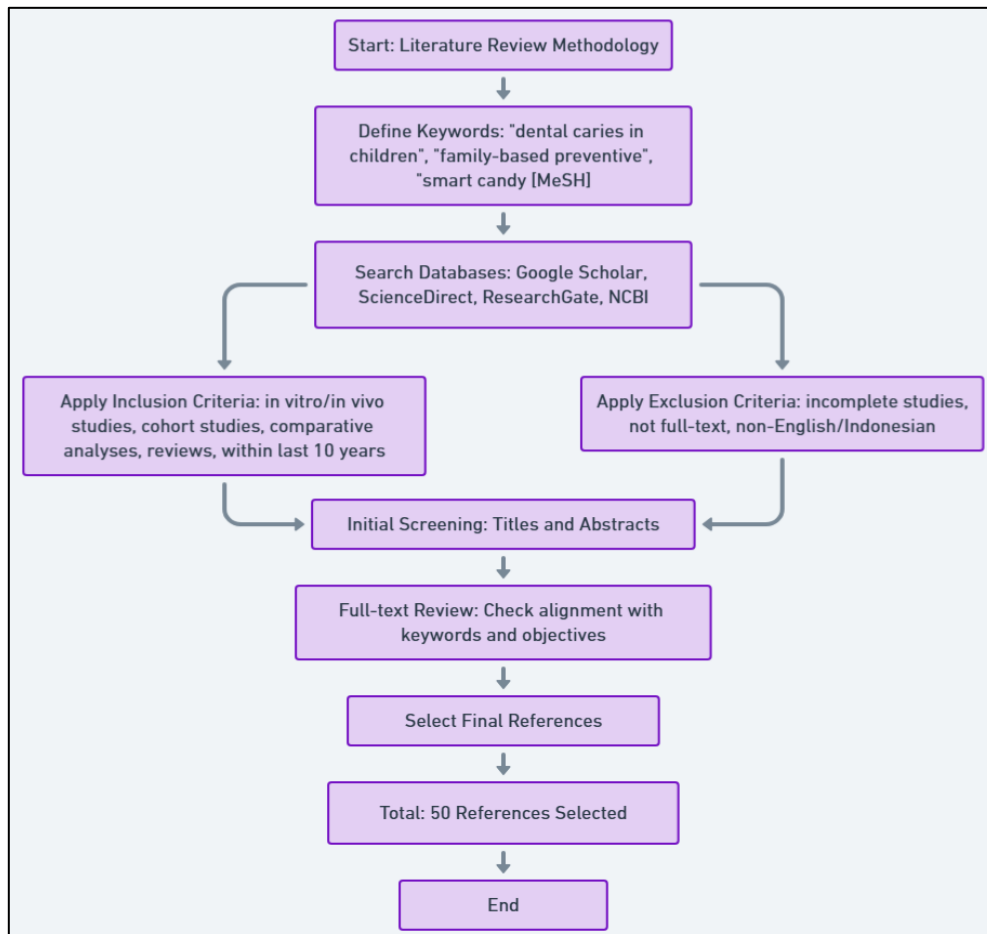 Start: Literature Review Methodology
Define Keywords: "dental caries in
children", "family-based preventive",
"smart candy [MeSH]
Search Databases: Google Scholar,
ScienceDirect, ResearchGate, NCBI
Apply Inclusion Criteria: in vitro/in vivo
studies, cohort studies, comparative
analyses, reviews, within last 10 years
Apply Exclusion Criteria: incomplete studies,
not full-text, non-English/Indonesian
Initial Screening: Titles and Abstracts
Full-text Review: Check alignment with
keywords and objectives
Select Final References
Total: 50 References Selected
End